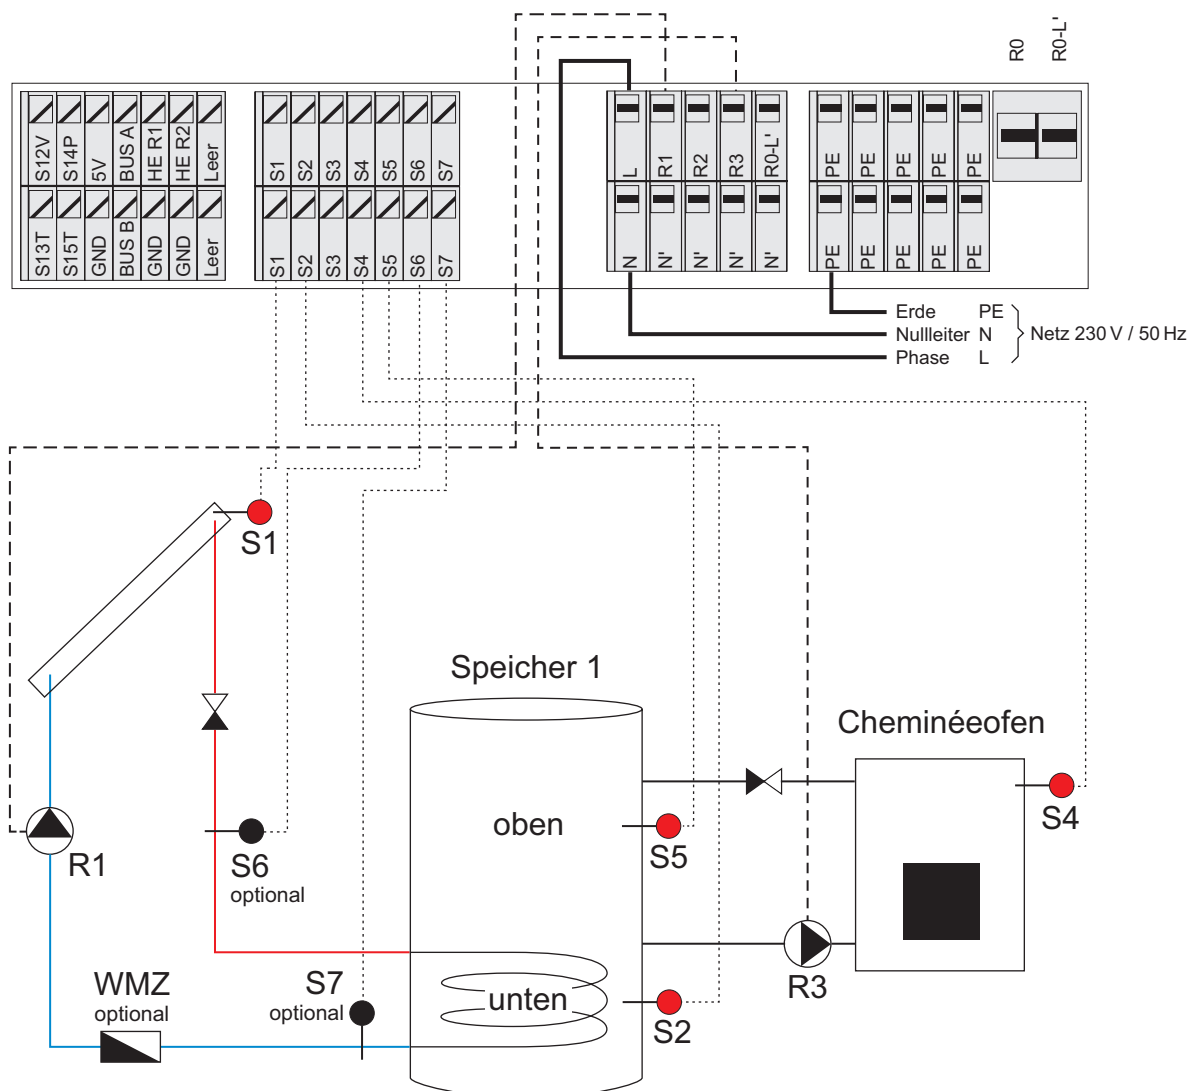 R0 R0-L'
S12V S14P 5V BUS A HE R1 HE R2 Leer
S1 S2 S3 S4 S5 S6 S7
L R1 R2 R3 R0-L'
PE PE PE PE PE
S13T S15T GND BUS B GND GND Leer
S1 S2 S3 S4 S5 S6 S7
N N' N' N' N'
PE PE PE PE PE
Erde PE
Nullleiter N
Phase L
Netz 230 V / 50 Hz
S1
Speicher 1
Cheminéeofen
oben
S4
S5
R1
S6
optional
WMZ
optional
S7
optional
unten
R3
S2